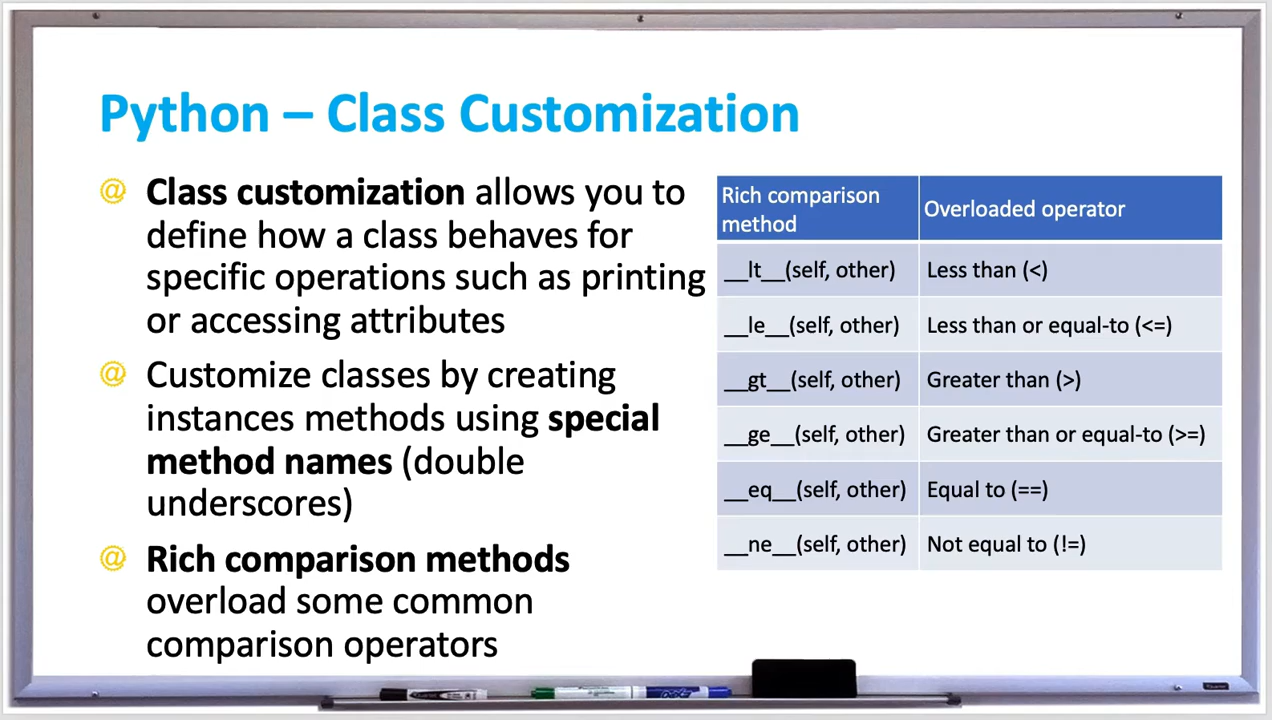 Python – Class Customization
@ Class customization allows you to
define how a class behaves for
specific operations such as printing
or accessing attributes
@ Customize classes by creating
instances methods using special
method names (double
underscores)
@ Rich comparison methods
overload some common
comparison operators
Rich comparison
method
Overloaded operator
__lt__(self, other)
Less than (<)
__le__(self, other)
Less than or equal-to (<=)
__gt__(self, other)
Greater than (>)
__ge__(self, other)
Greater than or equal-to (>=)
__eq__(self, other)
Equal to (==)
__ne__(self, other)
Not equal to (!=)